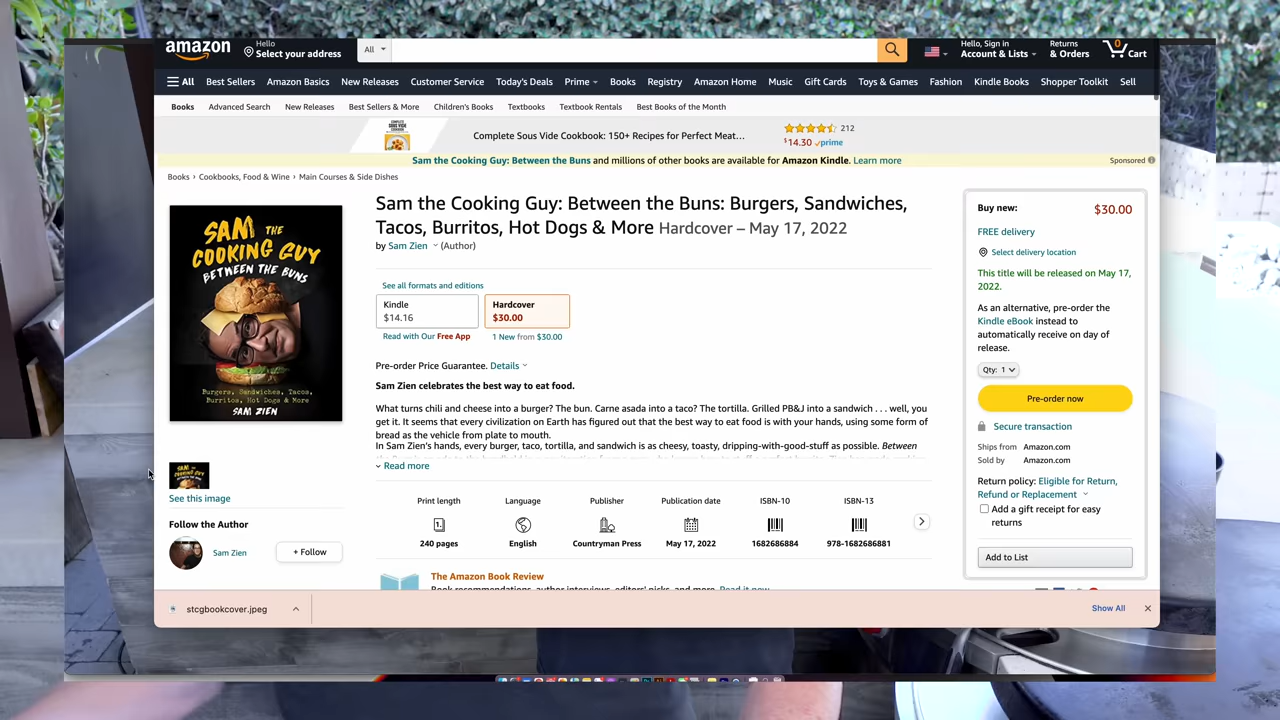 amazon
Hello
Select your address
All
Hello, Sign in
Account & Lists
Returns
& Orders
0
Cart
All
Best Sellers
Amazon Basics
New Releases
Customer Service
Today's Deals
Prime
Books
Registry
Amazon Home
Music
Gift Cards
Toys & Games
Fashion
Kindle Books
Shopper Toolkit
Sell
Books
Advanced Search
New Releases
Best Sellers & More
Children's Books
Textbooks
Textbook Rentals
Best Books of the Month
Complete Sous Vide Cookbook: 150+ Recipes for Perfect Meat…
212
$14.30 prime
Sam the Cooking Guy: Between the Buns and millions of other books are available for Amazon Kindle. Learn more
Sponsored
Books › Cookbooks, Food & Wine › Main Courses & Side Dishes
SAM THE
COOKING GUY
BETWEEN THE BUNS
Burgers, Sandwiches, Tacos,
Burritos, Hot Dogs & More
SAM ZIEN
See this image
Follow the Author
Sam Zien
+ Follow
Sam the Cooking Guy: Between the Buns: Burgers, Sandwiches,
Tacos, Burritos, Hot Dogs & More Hardcover – May 17, 2022
by Sam Zien (Author)
See all formats and editions
Kindle
$14.16
Hardcover
$30.00
Read with Our Free App
1 New from $30.00
Pre-order Price Guarantee. Details
Sam Zien celebrates the best way to eat food.
What turns chili and cheese into a burger? The bun. Carne asada into a taco? The tortilla. Grilled PB&J into a sandwich . . . well, you
get it. It seems that every civilization on Earth has figured out that the best way to eat food is with your hands, using some form of
bread as the vehicle from plate to mouth.
In Sam Zien's hands, every burger, taco, tortilla, and sandwich is as cheesy, toasty, dripping-with-good-stuff as possible. Between
Read more
Print length
240 pages
Language
English
Publisher
Countryman Press
Publication date
May 17, 2022
ISBN-10
1682686884
ISBN-13
978-1682686881
The Amazon Book Review
Book recommendations, author interviews, editors' picks, and more. Read it now
Buy new:
$30.00
FREE delivery
Select delivery location
This title will be released on May 17,
2022.
As an alternative, pre-order the
Kindle eBook instead to
automatically receive on day of
release.
Qty: 1
Pre-order now
Secure transaction
Ships from Amazon.com
Sold by Amazon.com
Return policy: Eligible for Return,
Refund or Replacement
Add a gift receipt for easy
returns
Add to List
stcgbookcover.jpeg
Show All